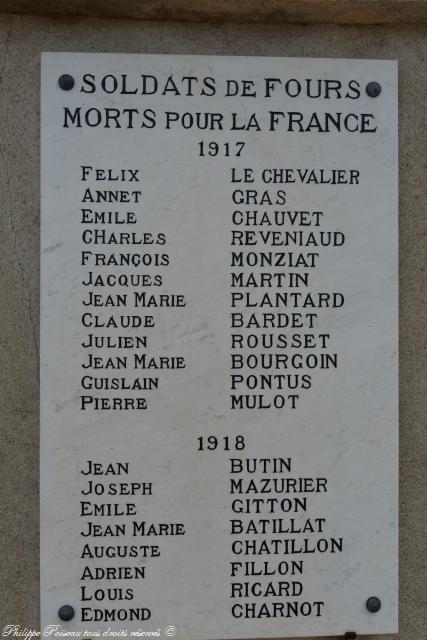 SOLDATS DE FOURS
MORTS POUR LA FRANCE
1917
FELIX LE CHEVALIER
ANNET GRAS
EMILE CHAUVET
CHARLES REVENIAUD
FRANÇOIS MONZIAT
JACQUES MARTIN
JEAN MARIE PLANTARD
CLAUDE BARDET
JULIEN ROUSSET
JEAN MARIE BOURGOIN
GUISLAIN PONTUS
PIERRE MULOT
1918
JEAN BUTIN
JOSEPH MAZURIER
EMILE GITTON
JEAN MARIE BATILLAT
AUGUSTE CHATILLON
ADRIEN FILLON
LOUIS RICARD
EDMOND CHARNOT
Philippe Poiseau tous droits réservés ©